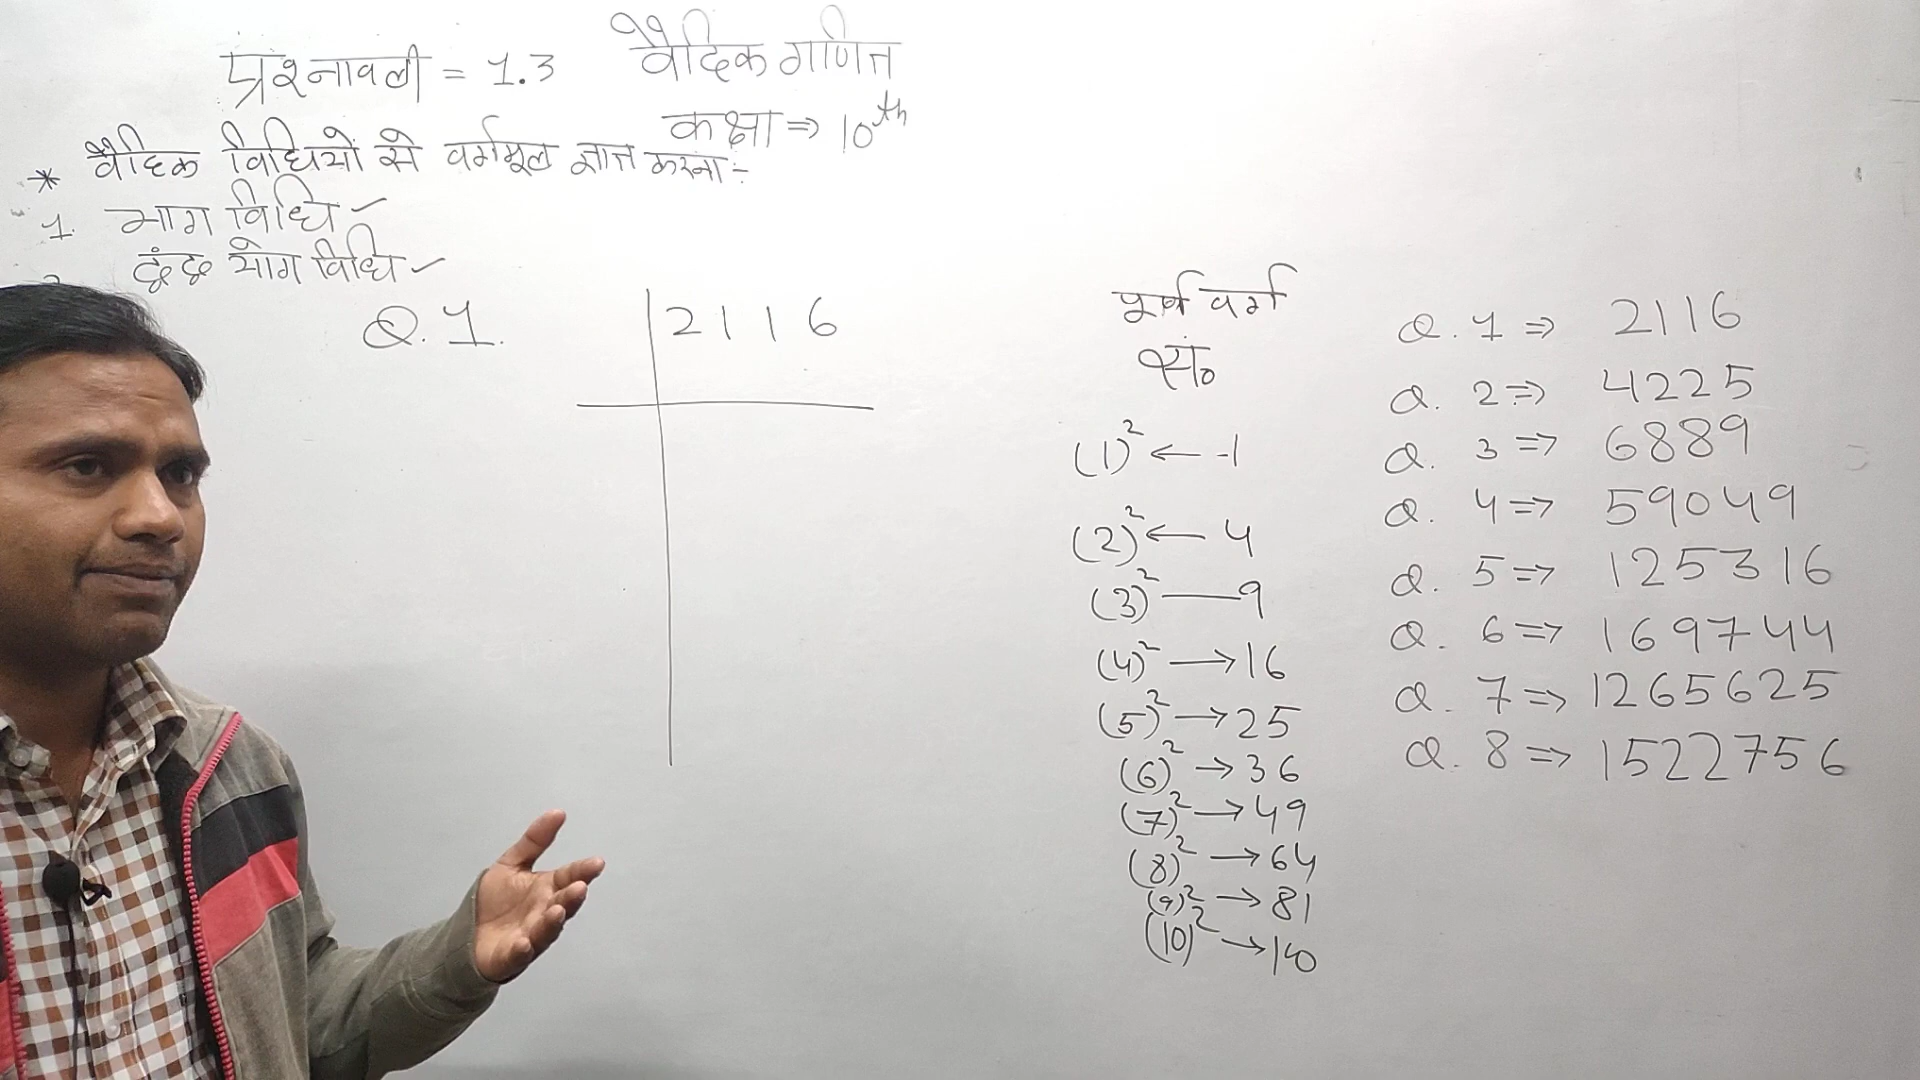 प्रश्नावली = 1.3 वैदिक गणित
कक्षा => 10th
* वैदिक विधियों से वर्गमूल ज्ञात करना :-
1. भाग विधि ✓
द्वंद्व योग विधि ✓
Q. 1. 2116
पूर्ण वर्ग
सं०
(1)² ← 1
(2)² ← 4
(3)² — 9
(4)² → 16
(5)² → 25
(6)² → 36
(7)² → 49
(8)² → 64
(9)² → 81
(10)² → 100
Q. 1 => 2116
Q. 2 => 4225
Q. 3 => 6889
Q. 4 => 59049
Q. 5 => 125316
Q. 6 => 169744
Q. 7 => 1265625
Q. 8 => 1522756